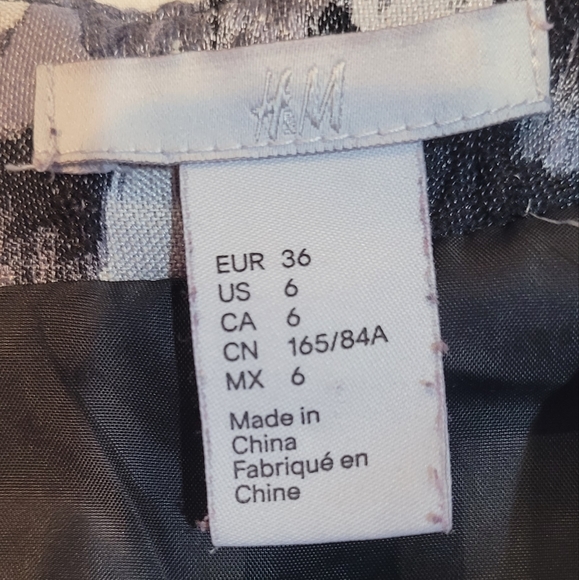 H&M
EUR 36
US 6
CA 6
CN 165/84A
MX 6
Made in
China
Fabriqué en
Chine